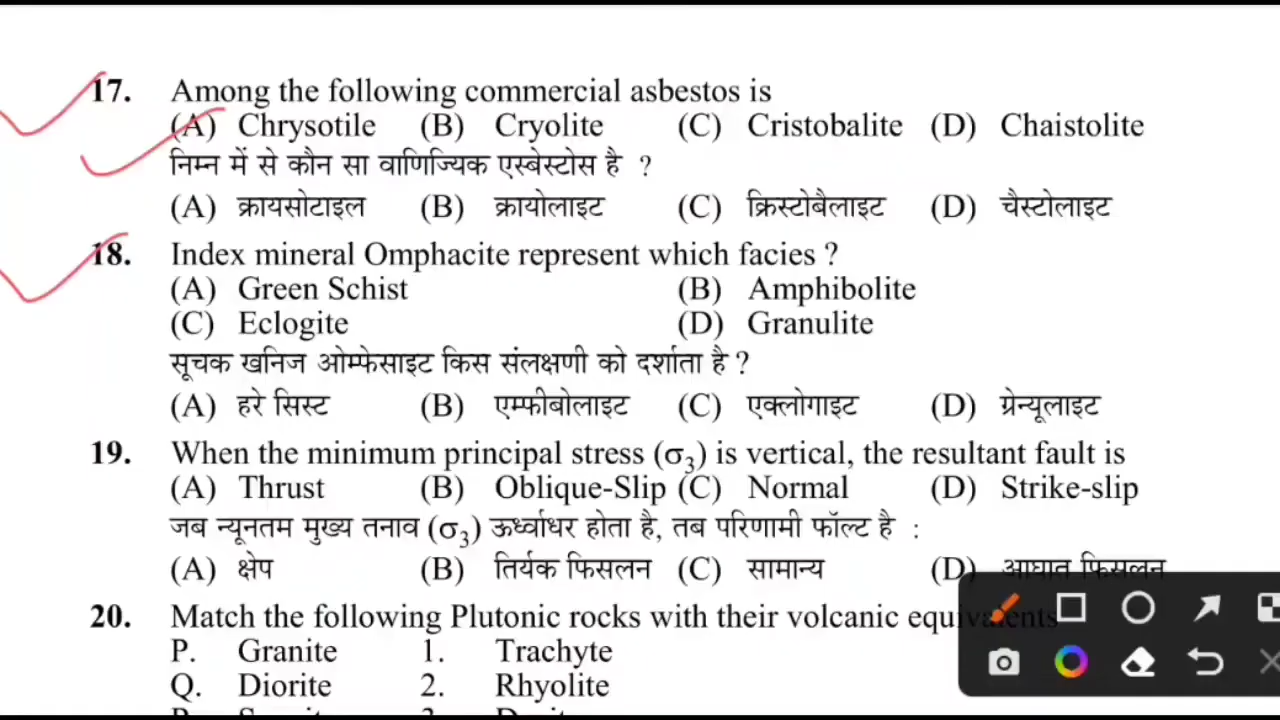 17. Among the following commercial asbestos is
(A) Chrysotile (B) Cryolite (C) Cristobalite (D) Chaistolite
निम्न में से कौन सा वाणिज्यिक एस्बेस्टोस है ?
(A) क्रायसोटाइल (B) क्रायोलाइट (C) क्रिस्टोबैलाइट (D) चैस्टोलाइट
18. Index mineral Omphacite represent which facies ?
(A) Green Schist (B) Amphibolite
(C) Eclogite (D) Granulite
सूचक खनिज ओम्फेसाइट किस संलक्षणी को दर्शाता है ?
(A) हरे सिस्ट (B) एम्फीबोलाइट (C) एक्लोगाइट (D) ग्रेन्यूलाइट
19. When the minimum principal stress (σ3) is vertical, the resultant fault is
(A) Thrust (B) Oblique-Slip (C) Normal (D) Strike-slip
जब न्यूनतम मुख्य तनाव (σ3) ऊर्ध्वाधर होता है, तब परिणामी फॉल्ट है :
(A) क्षेप (B) तिर्यक फिसलन (C) सामान्य (D) आघात फिसलन
20. Match the following Plutonic rocks with their volcanic equivalents
P. Granite 1. Trachyte
Q. Diorite 2. Rhyolite